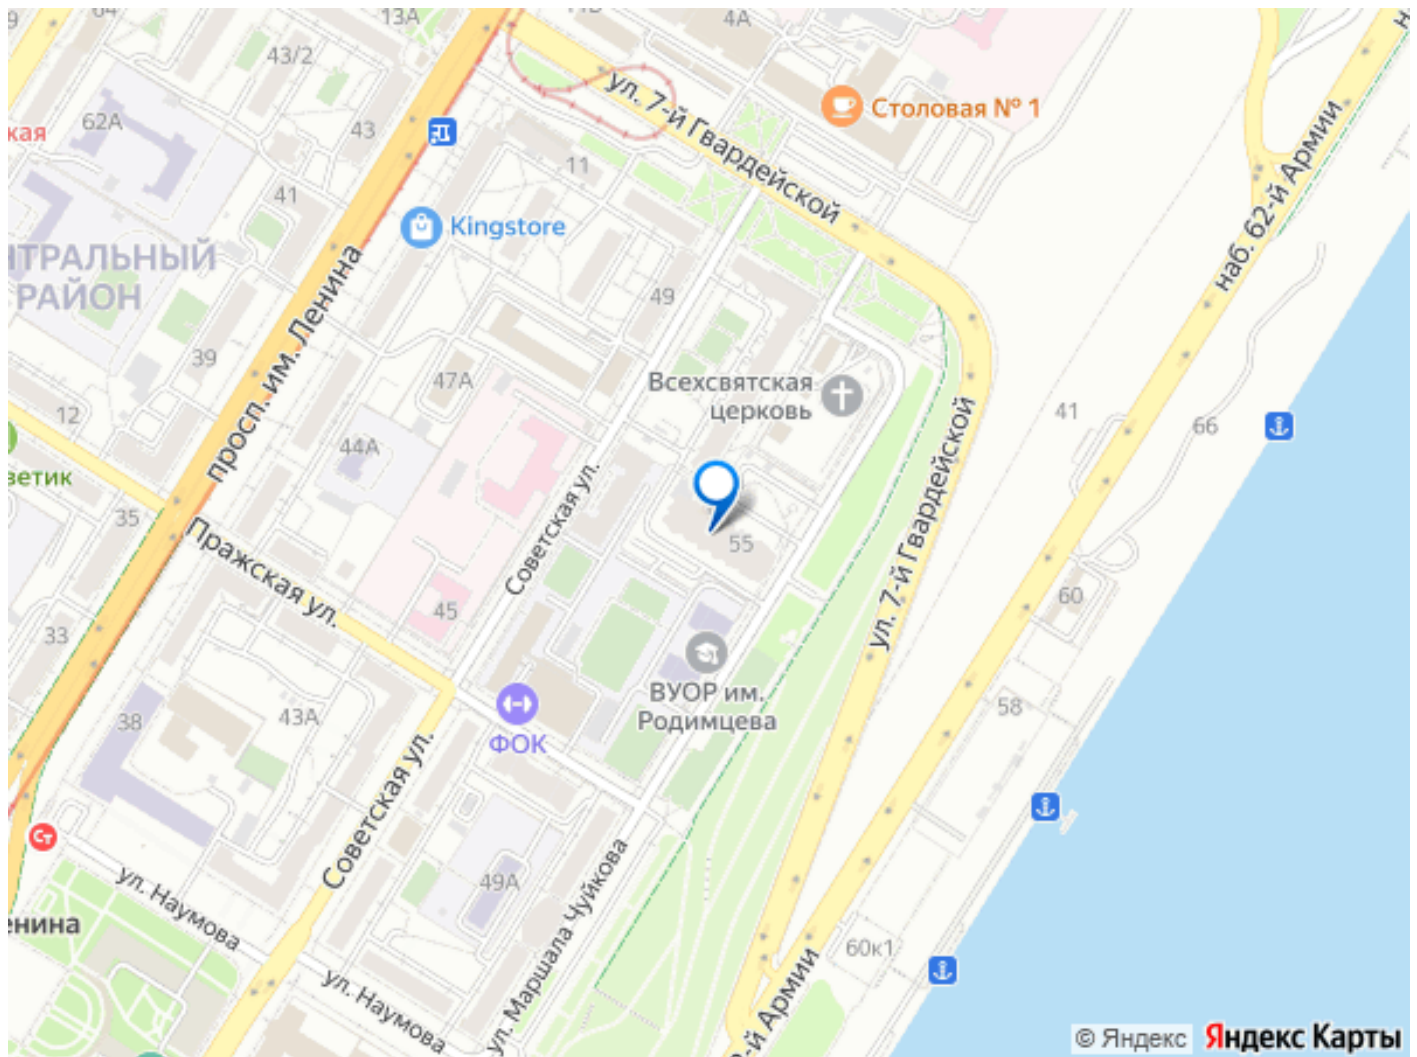 13А
4А
43/2
62А
43
11
Столовая № 1
ул. 7-й Гвардейской
наб. 62-й Армии
41
Kingstore
просп. им. Ленина
РАЙОН
49
39
47А
Всехсвятская
церковь
12
44А
41
66
35
Советская ул.
55
ул. 7-й Гвардейской
Пражская ул.
45
60
33
ВУОР им.
Родимцева
58
38
43А
ФОК
Советская ул.
Ст
49А
ул. Маршала Чуйкова
ул. Наумова
ул. Наумова
60к1
© Яндекс Яндекс Карты